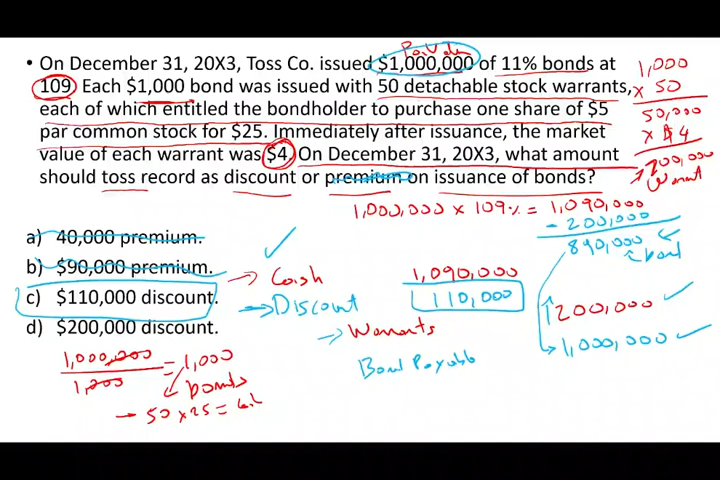 Par Value
• On December 31, 20X3, Toss Co. issued $1,000,000 of 11% bonds at
109. Each $1,000 bond was issued with 50 detachable stock warrants,
each of which entitled the bondholder to purchase one share of $5
par common stock for $25. Immediately after issuance, the market
value of each warrant was $4. On December 31, 20X3, what amount
should toss record as discount or premium on issuance of bonds?
1,000
x 50
50,000
x $4
200,000
Warrant
1,000,000 x 109% = 1,090,000
- 200,000
890,000
bond
a) 40,000 premium.
b) $90,000 premium.
c) $110,000 discount.
d) $200,000 discount.
Cash 1,090,000
Discount 110,000
Warrants 200,000
Bond Payable 1,000,000
1,000,000
1,000
= 1,000
bonds
50 x 25 =